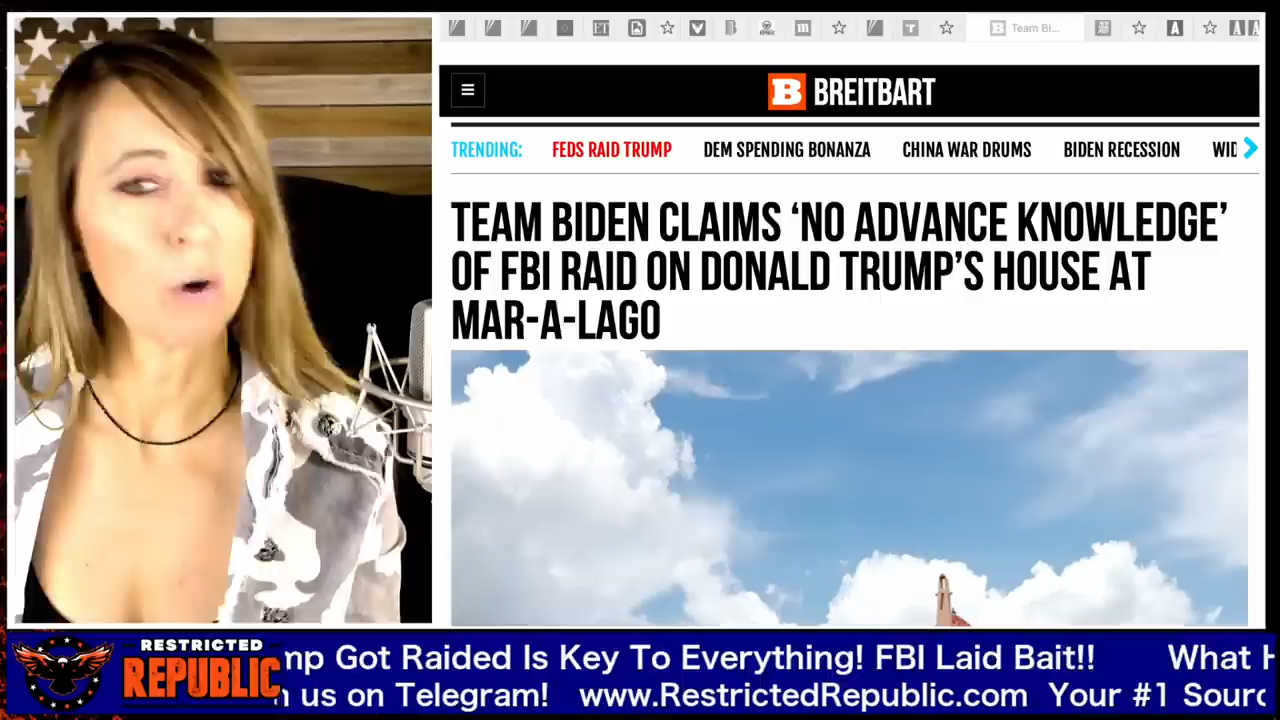 ET
m
T
B Team Bi...
A
A A
B BREITBART
TRENDING: FEDS RAID TRUMP DEM SPENDING BONANZA CHINA WAR DRUMS BIDEN RECESSION WID
TEAM BIDEN CLAIMS ‘NO ADVANCE KNOWLEDGE’
OF FBI RAID ON DONALD TRUMP’S HOUSE AT
MAR-A-LAGO
RESTRICTED
REPUBLIC
mp Got Raided Is Key To Everything! FBI Laid Bait!! What H
n us on Telegram! www.RestrictedRepublic.com Your #1 Sourc